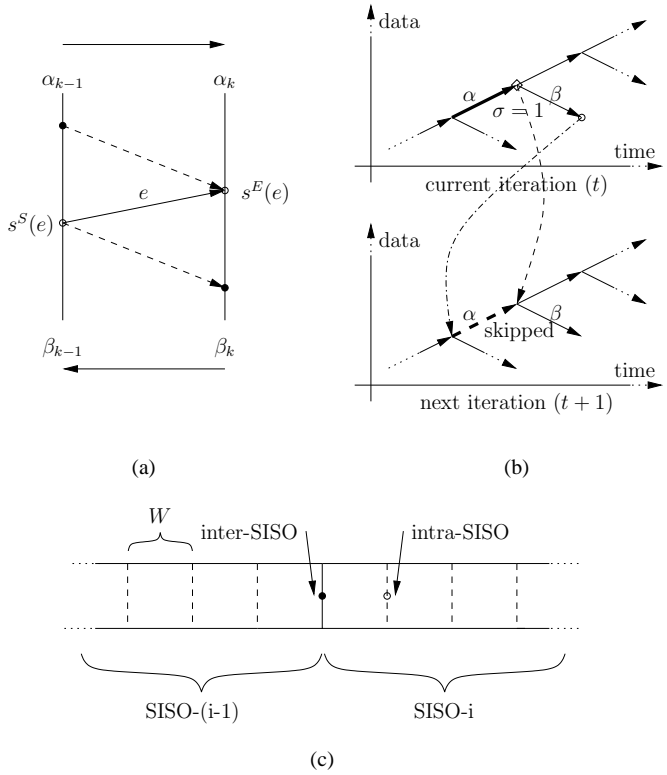 α_{k−1}
α_k
e
s^S(e)
s^E(e)
β_{k−1}
β_k
(a)
data
α
β
σ = 1
time
current iteration (t)
data
α
β
skipped
time
next iteration (t + 1)
(b)
W
inter-SISO
intra-SISO
SISO-(i-1)
SISO-i
(c)